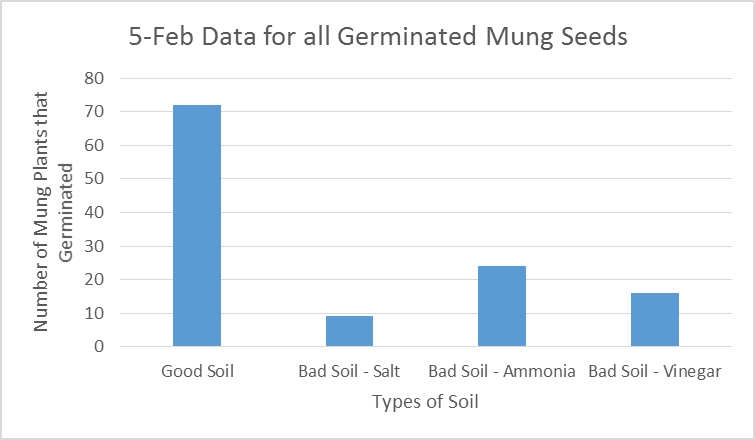 5-Feb Data for all Germinated Mung Seeds
Number of Mung Plants that
Germinated
80
70
60
50
40
30
20
10
0
Good Soil
Bad Soil - Salt
Bad Soil - Ammonia
Bad Soil - Vinegar
Types of Soil